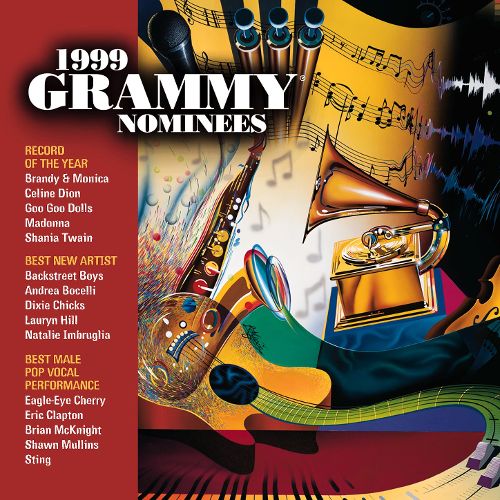 1999
GRAMMY®
NOMINEES
RECORD
OF THE YEAR
Brandy & Monica
Celine Dion
Goo Goo Dolls
Madonna
Shania Twain
BEST NEW ARTIST
Backstreet Boys
Andrea Bocelli
Dixie Chicks
Lauryn Hill
Natalie Imbruglia
BEST MALE
POP VOCAL
PERFORMANCE
Eagle-Eye Cherry
Eric Clapton
Brian McKnight
Shawn Mullins
Sting